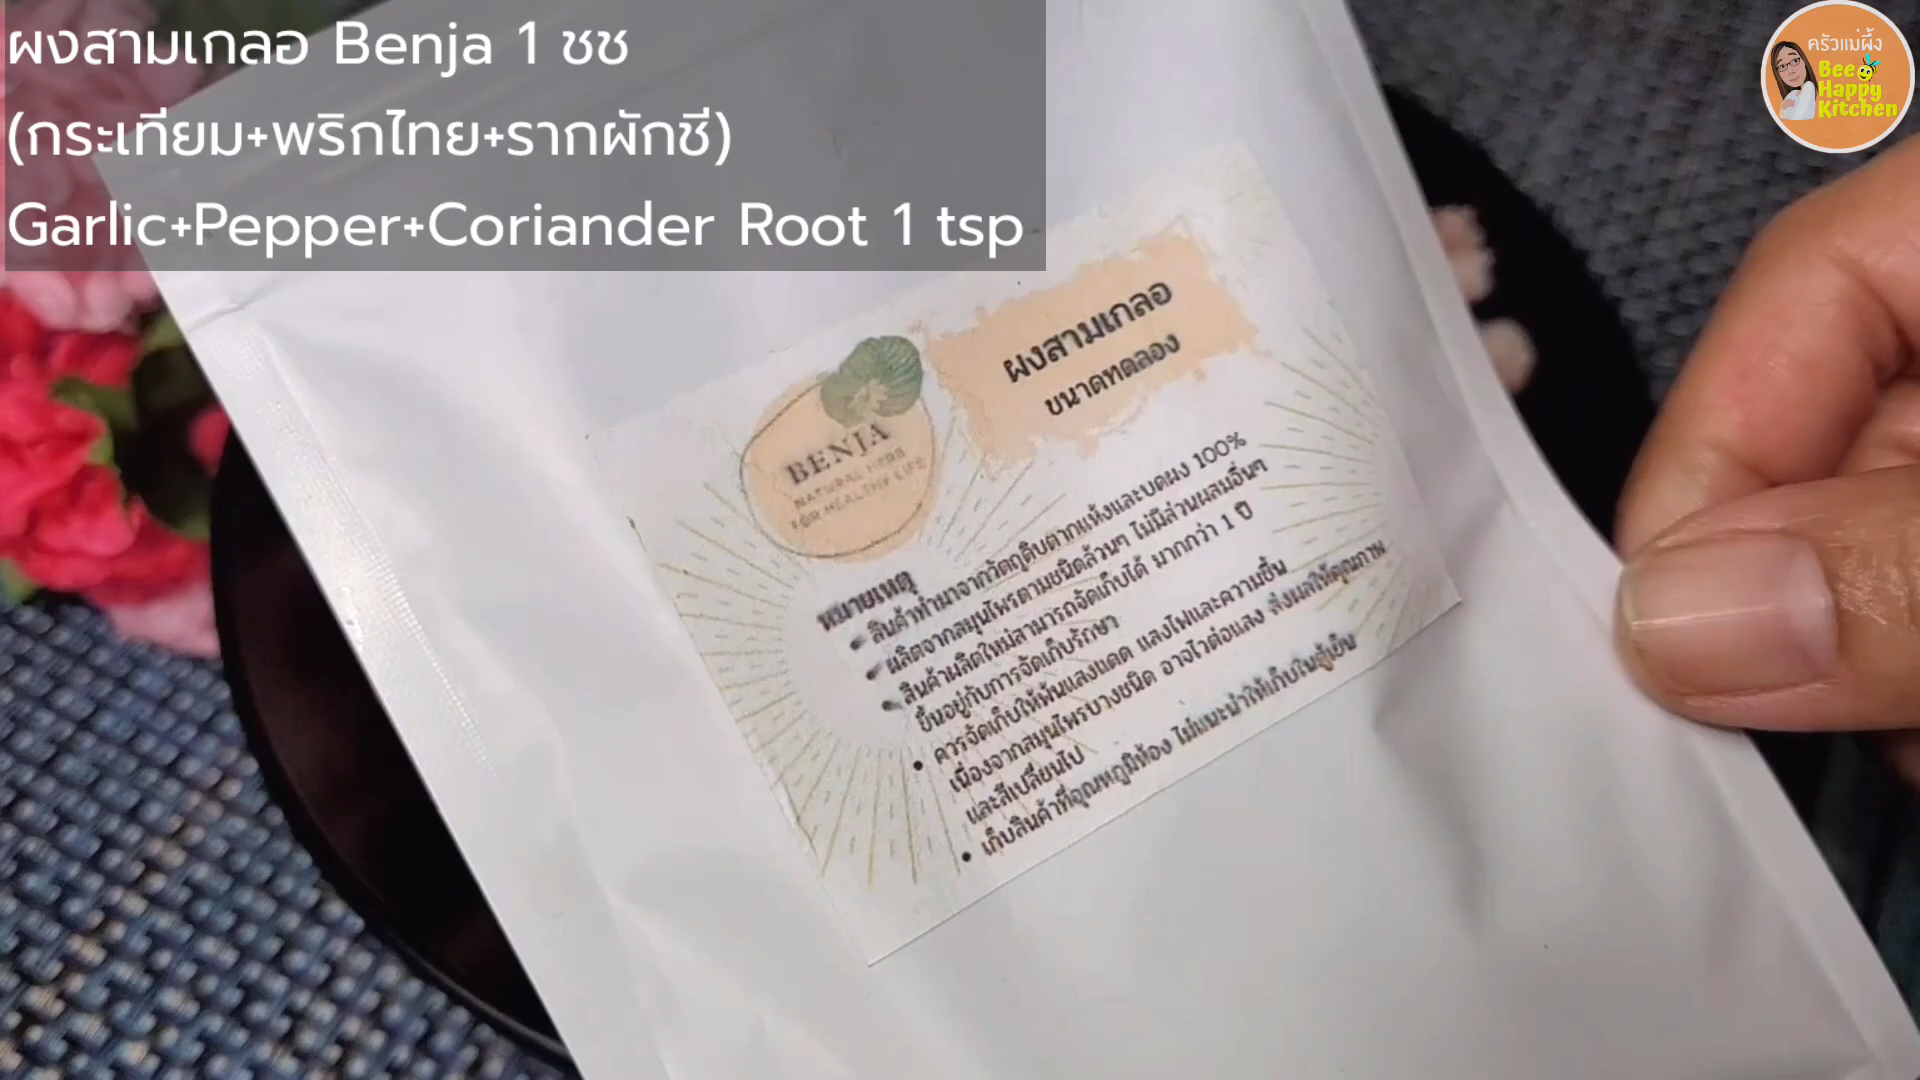 ผงสามเกลอ Benja 1 ชช
(กระเทียม+พริกไทย+รากผักชี)
Garlic+Pepper+Coriander Root 1 tsp
ครัวแม่ผึ้ง
Bee
Happy
Kitchen
ผงสามเกลอ
ขนาดทดลอง
BENJA
NATURAL HERB
FOR HEALTHY LIFE
หมายเหตุ
สินค้าทำมาจากวัตถุดิบตากแห้งและบดผง 100%
ผลิตจากสมุนไพรตามชนิดล้วนๆ ไม่มีส่วนผสมอื่นๆ
สินค้าผลิตใหม่สามารถจัดเก็บได้ มากกว่า 1 ปี
ขึ้นอยู่กับการจัดเก็บรักษา
• ควรจัดเก็บให้พ้นแสงแดด แสงไฟและความชื้น
เนื่องจากสมุนไพรบางชนิด อาจไวต่อแสง ส่งผลให้คุณภาพ
และสีเปลี่ยนไป
• เก็บสินค้าที่อุณหภูมิห้อง ไม่แนะนำให้เก็บในตู้เย็น